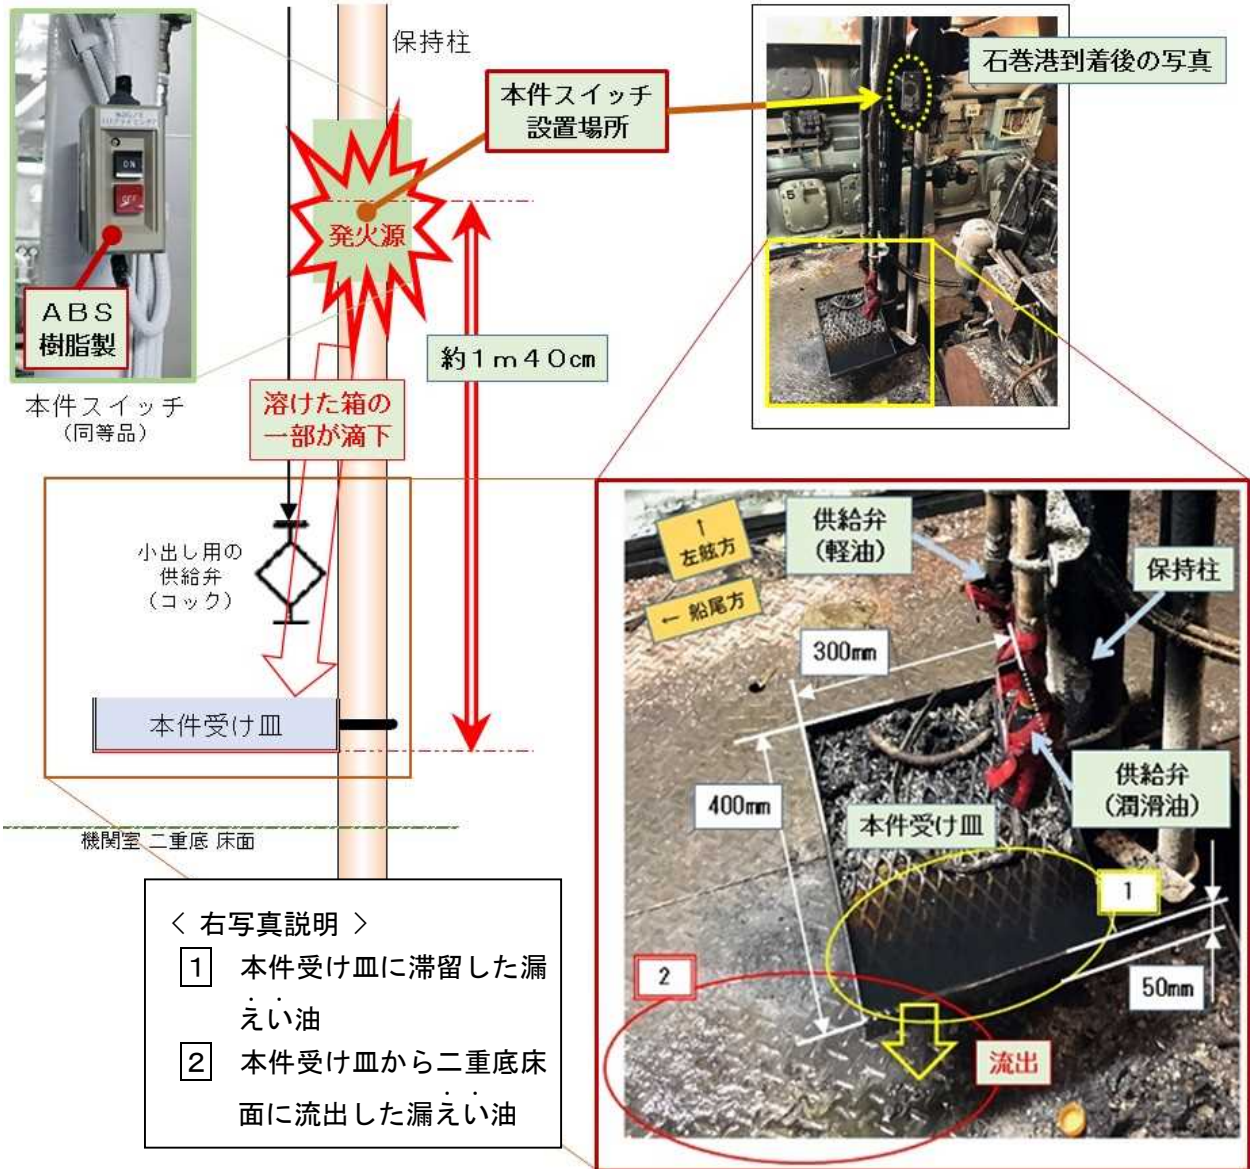 保持柱
石巻港到着後の写真
本件スイッチ
設置場所
ON
OFF
発火源
ABS
樹脂製
約1m40cm
本件スイッチ
(同等品)
溶けた箱の
一部が滴下
小出し用の
供給弁
(コック)
本件受け皿
機関室 二重底 床面
↑
左舷方
← 船尾方
供給弁
(軽油)
保持柱
300mm
400mm
供給弁
(潤滑油)
本件受け皿
1
2
50mm
流出
< 右写真説明 >
1 本件受け皿に滞留した漏
えい油
2 本件受け皿から二重底床
面に流出した漏えい油